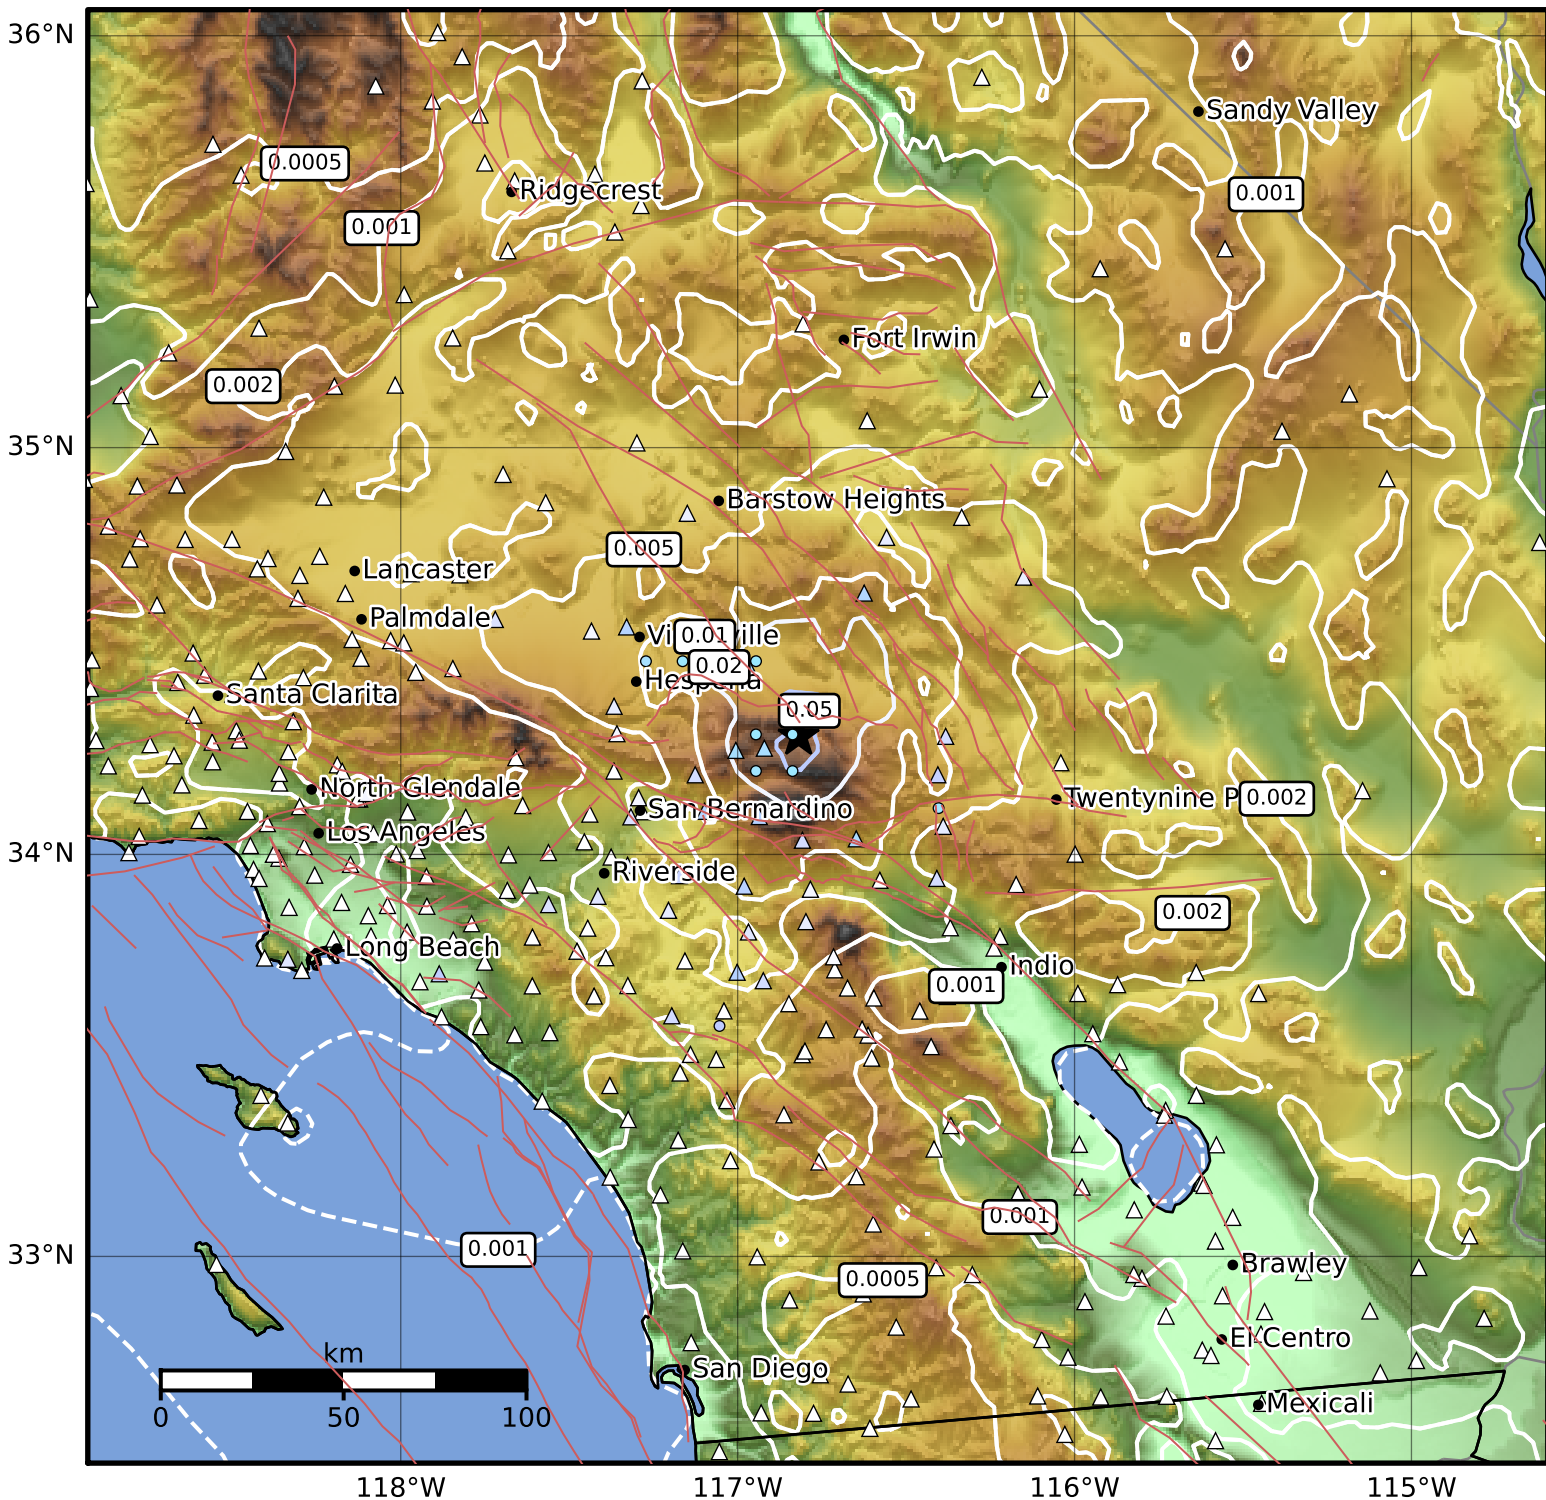 36°N
Sandy Valley
0.0005
Ridgecrest
0.001
0.001
Fort Irwin
0.002
35°N
Barstow Heights
0.005
Lancaster
Palmdale
0.01
0.02
Santa Clarita
0.05
North Glendale
San Bernardino
Twentynine
0.002
Los Angeles
34°N
Riverside
0.002
Long Beach
Indio
0.001
0.001
0.001
33°N
Brawley
0.0005
El Centro
km
San Diego
Mexicali
0 50 100
118°W 117°W 116°W 115°W